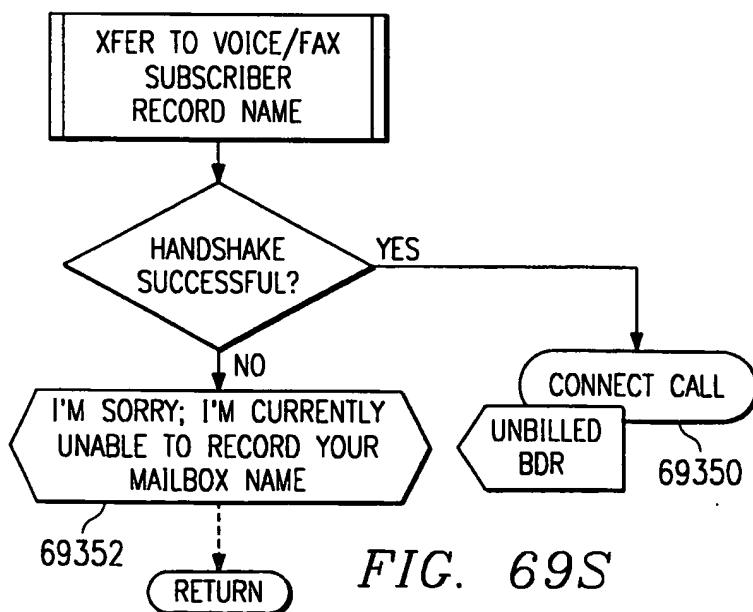 XFER TO VOICE/FAX
SUBSCRIBER
RECORD NAME
HANDSHAKE
SUCCESSFUL?
YES
NO
I'M SORRY; I'M CURRENTLY
UNABLE TO RECORD YOUR
MAILBOX NAME
69352
RETURN
CONNECT CALL
UNBILLED
BDR
69350
FIG. 69S